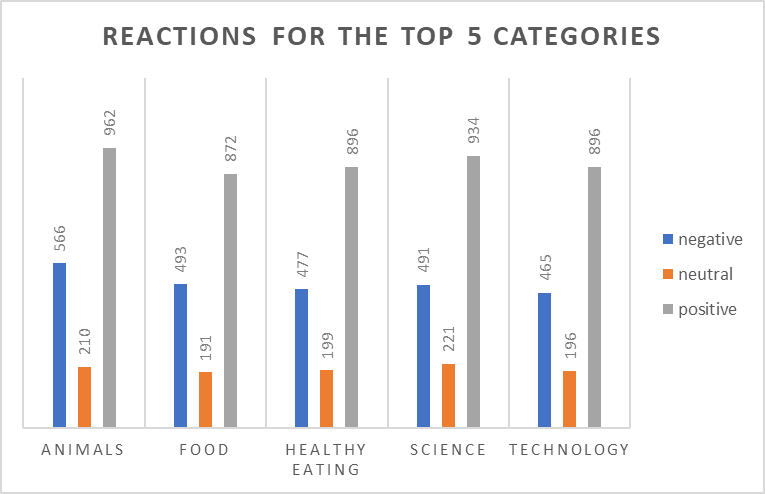 REACTIONS FOR THE TOP 5 CATEGORIES
566
210
962
493
191
872
477
199
896
491
221
934
465
196
896
negative
neutral
positive
ANIMALS
FOOD
HEALTHY
EATING
SCIENCE
TECHNOLOGY